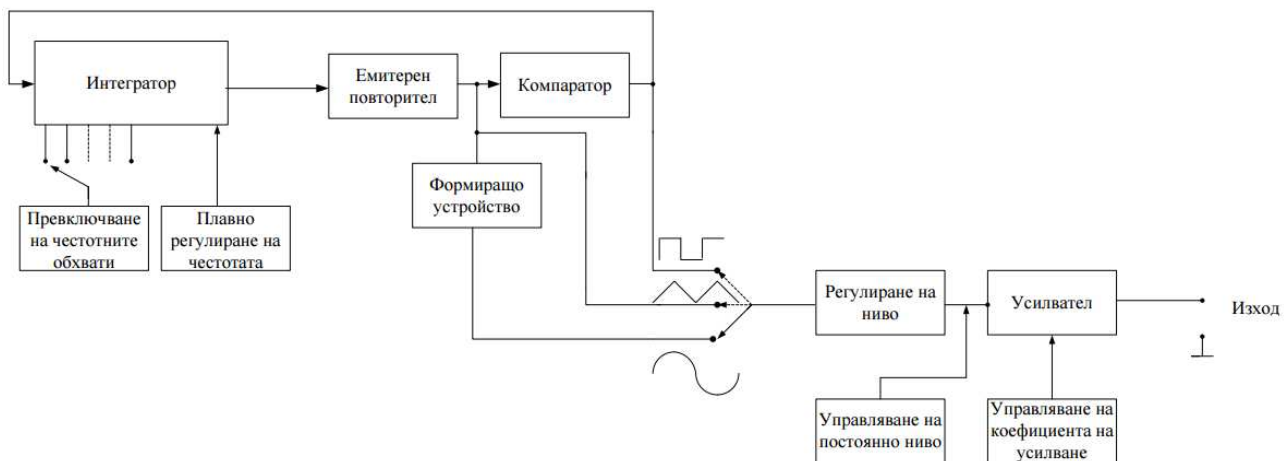 Интегратор
Емитерен
повторител
Компаратор
Формиращо
устройство
Превключване
на честотните
обхвати
Плавно
регулиране на
честотата
Регулиране на
ниво
Усилвател
Изход
Управляване на
постоянно ниво
Управляване на
коефициента на
усилване